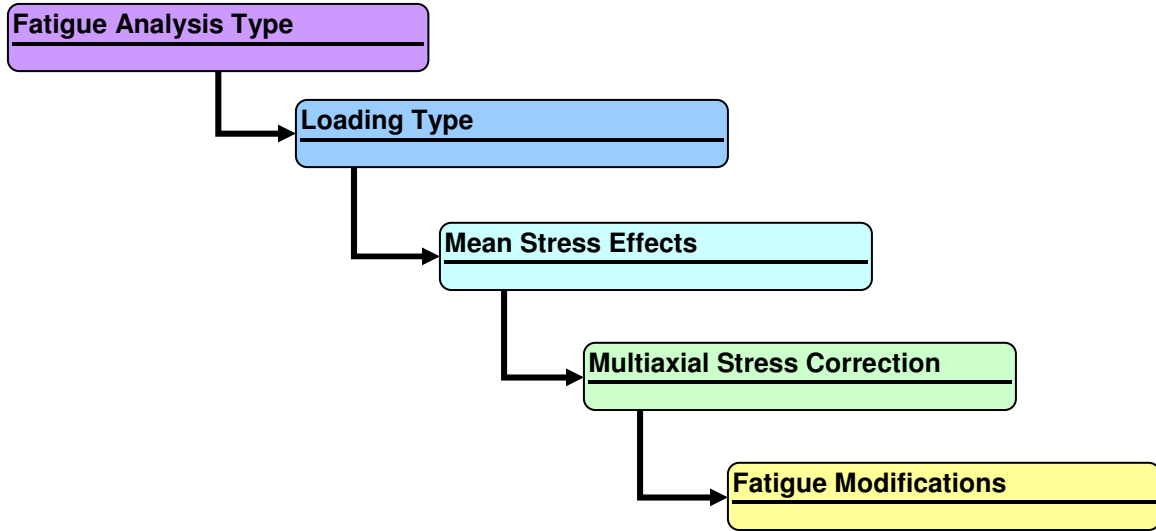 Fatigue Analysis Type
Loading Type
Mean Stress Effects
Multiaxial Stress Correction
Fatigue Modifications